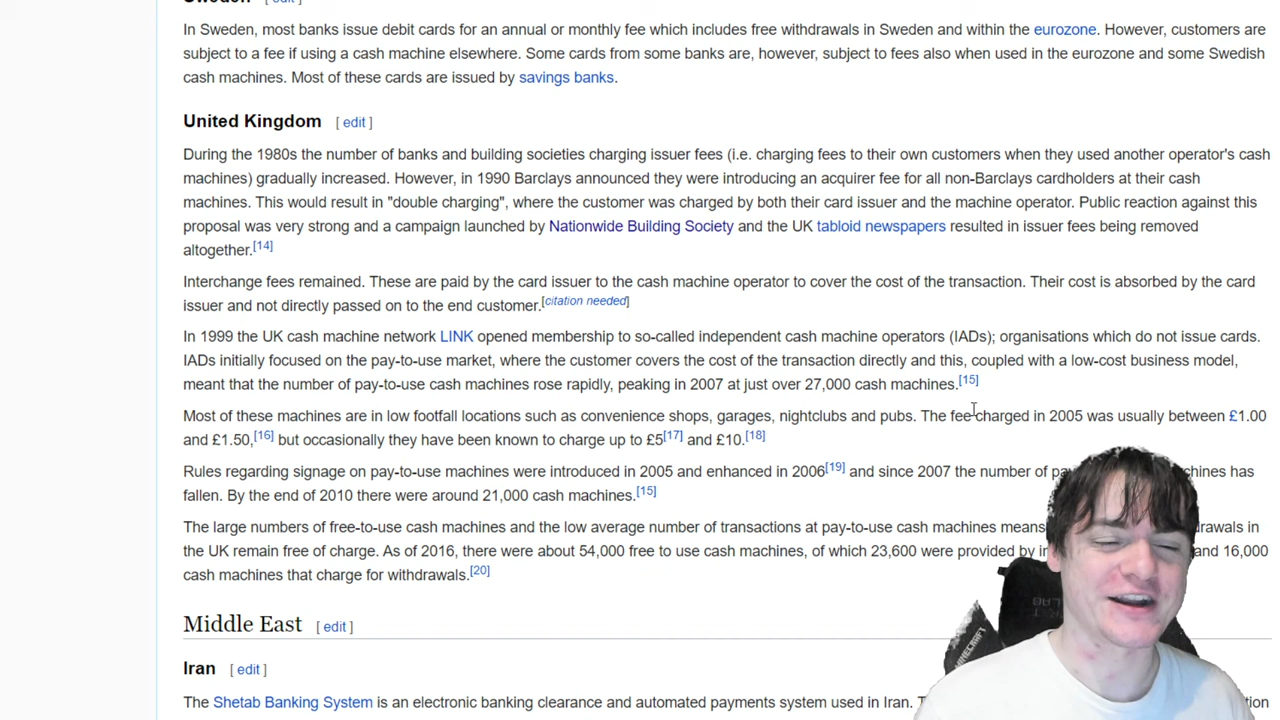 Sweden [ edit ]
In Sweden, most banks issue debit cards for an annual or monthly fee which includes free withdrawals in Sweden and within the eurozone. However, customers are
subject to a fee if using a cash machine elsewhere. Some cards from some banks are, however, subject to fees also when used in the eurozone and some Swedish
cash machines. Most of these cards are issued by savings banks.
United Kingdom [ edit ]
During the 1980s the number of banks and building societies charging issuer fees (i.e. charging fees to their own customers when they used another operator's cash
machines) gradually increased. However, in 1990 Barclays announced they were introducing an acquirer fee for all non-Barclays cardholders at their cash
machines. This would result in "double charging", where the customer was charged by both their card issuer and the machine operator. Public reaction against this
proposal was very strong and a campaign launched by Nationwide Building Society and the UK tabloid newspapers resulted in issuer fees being removed
altogether.[14]
Interchange fees remained. These are paid by the card issuer to the cash machine operator to cover the cost of the transaction. Their cost is absorbed by the card
issuer and not directly passed on to the end customer.[citation needed]
In 1999 the UK cash machine network LINK opened membership to so-called independent cash machine operators (IADs); organisations which do not issue cards.
IADs initially focused on the pay-to-use market, where the customer covers the cost of the transaction directly and this, coupled with a low-cost business model,
meant that the number of pay-to-use cash machines rose rapidly, peaking in 2007 at just over 27,000 cash machines.[15]
Most of these machines are in low footfall locations such as convenience shops, garages, nightclubs and pubs. The fee charged in 2005 was usually between £1.00
and £1.50,[16] but occasionally they have been known to charge up to £5[17] and £10.[18]
Rules regarding signage on pay-to-use machines were introduced in 2005 and enhanced in 2006[19] and since 2007 the number of has
fallen. By the end of 2010 there were around 21,000 cash machines.[15]
The large numbers of free-to-use cash machines and the low average number of transactions at pay-to-use cash machines means in
the UK remain free of charge. As of 2016, there were about 54,000 free to use cash machines, of which 23,600 were provided by and 16,000
cash machines that charge for withdrawals.[20]
Middle East [ edit ]
Iran [ edit ]
The Shetab Banking System is an electronic banking clearance and automated payments system used in Iran.
MINECRAFT